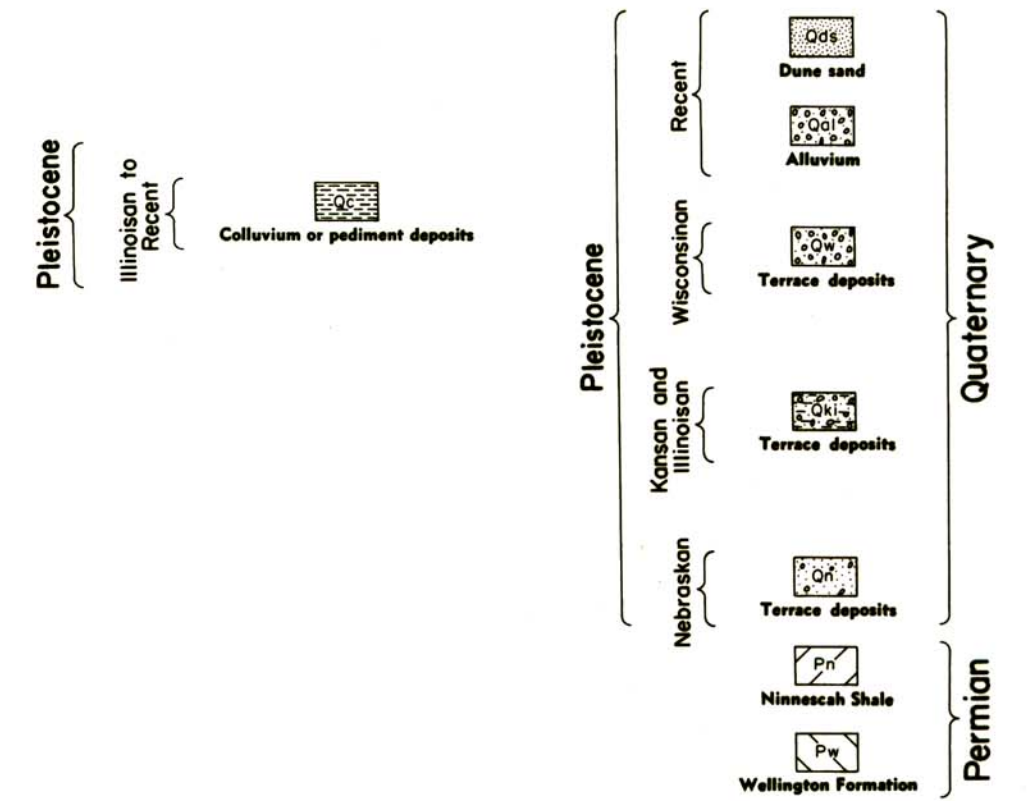 Pleistocene
Illinoisan to
Recent
Qc
Colluvium or pediment deposits
Pleistocene
Recent
Qds
Dune sand
Qal
Alluvium
Wisconsinan
Qw
Terrace deposits
Kansan and
Illinoisan
Qki
Terrace deposits
Nebraskan
Qn
Terrace deposits
Quaternary
Pn
Ninnescah Shale
Pw
Wellington Formation
Permian